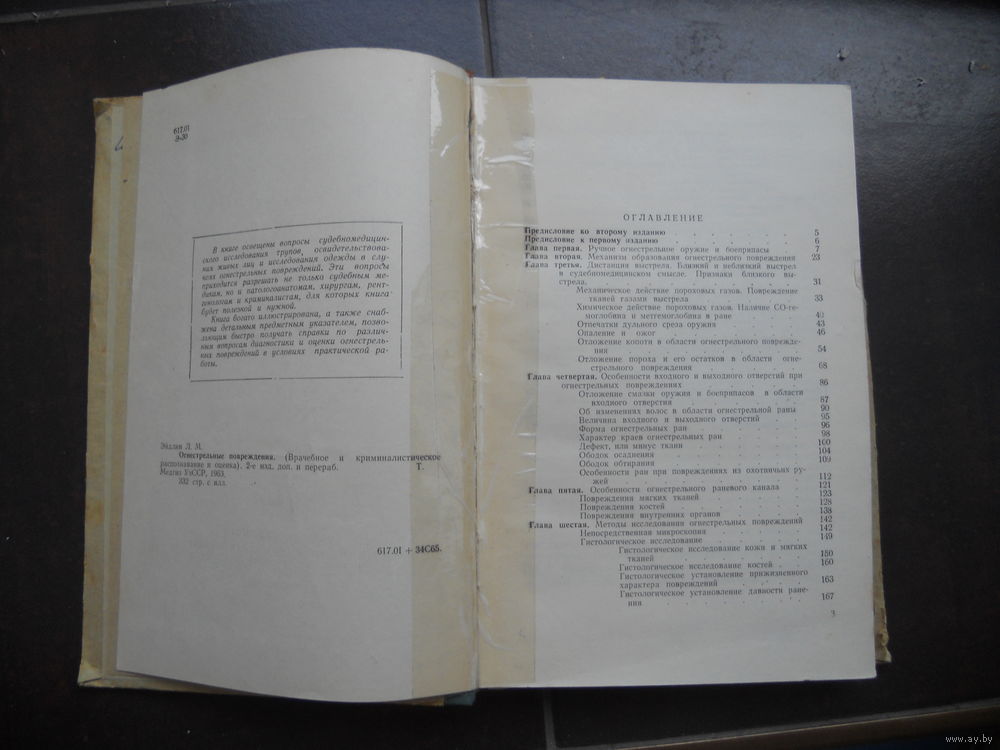 617.01
Э-30
В книге освещены вопросы судебномедицин-
ского исследования трупов, освидетельствова-
ния живых лиц и исследования одежды в слу-
чаях огнестрельных повреждений. Эти вопросы
приходится разрешать не только судебным ме-
дикам, но и патологоанатомам, хирургам, рент-
генологам и криминалистам, для которых книга
будет полезной и нужной.
Книга богато иллюстрирована, а также снаб-
жена детальным предметным указателем, позво-
ляющим быстро получать справки по различ-
ным вопросам диагностики и оценки огнестрель-
ных повреждений в условиях практической ра-
боты.
Эйдлин Л. М.
Огнестрельные повреждения. (Врачебное и криминалистическое
распознавание и оценка). 2-е изд. доп. и перераб. Т.
Медгиз УзССР, 1963.
332 стр. с илл.
617.01 + 34С65.
ОГЛАВЛЕНИЕ
Предисловие ко второму изданию 5
Предисловие к первому изданию 6
Глава первая. Ручное огнестрельное оружие и боеприпасы 7
Глава вторая. Механизм образования огнестрельного повреждения 23
Глава третья. Дистанция выстрела. Близкий и неблизкий выстрел
в судебномедицинском смысле. Признаки близкого вы-
стрела. 31
Механическое действие пороховых газов. Повреждение
тканей газами выстрела 33
Химическое действие пороховых газов. Наличие СО-ге-
моглобина и метгемоглобина в ране 40
Отпечатки дульного среза оружия 43
Опаление и ожог 46
Отложение копоти в области огнестрельного поврежде-
ния 54
Отложение пороха и его остатков в области огне-
стрельного повреждения 68
Глава четвертая. Особенности входного и выходного отверстий при
огнестрельных повреждениях 86
Отложение смазки оружия и боеприпасов в области
входного отверстия 87
Об изменениях волос в области огнестрельной раны 90
Величина входного и выходного отверстий 95
Форма огнестрельных ран 96
Характер краев огнестрельных ран 98
Дефект, или минус ткани 100
Ободок осаднения 104
Ободок обтирания 109
Особенности ран при повреждениях из охотничьих ру-
жей 112
Глава пятая. Особенности огнестрельного раневого канала 121
Повреждения мягких тканей 123
Повреждения костей 128
Повреждения внутренних органов 138
Глава шестая. Методы исследования огнестрельных повреждений 142
Непосредственная микроскопия 142
Гистологическое исследование 149
Гистологическое исследование кожи и мягких
тканей 150
Гистологическое исследование костей 160
Гистологическое установление прижизненного
характера повреждений 163
Гистологическое установление давности ране-
ния 167
3
www.ay.by